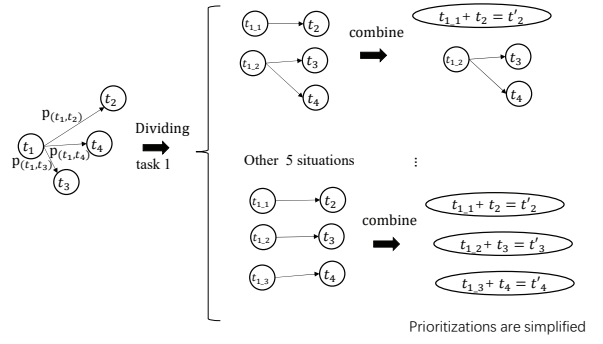 t₁
t₂
t₄
t₃
p₍t₁,t₂₎
p₍t₁,t₄₎
p₍t₁,t₃₎
Dividing
task 1
t₁_₁ t₂
t₁_₂ t₃
t₄
combine
t₁_₁+ t₂ = t'₂
t₁_₂ t₃
t₄
Other 5 situations ⋮
t₁_₁ t₂
t₁_₂ t₃
t₁_₃ t₄
combine
t₁_₁+ t₂ = t'₂
t₁_₂+ t₃ = t'₃
t₁_₃+ t₄ = t'₄
Prioritizations are simplified